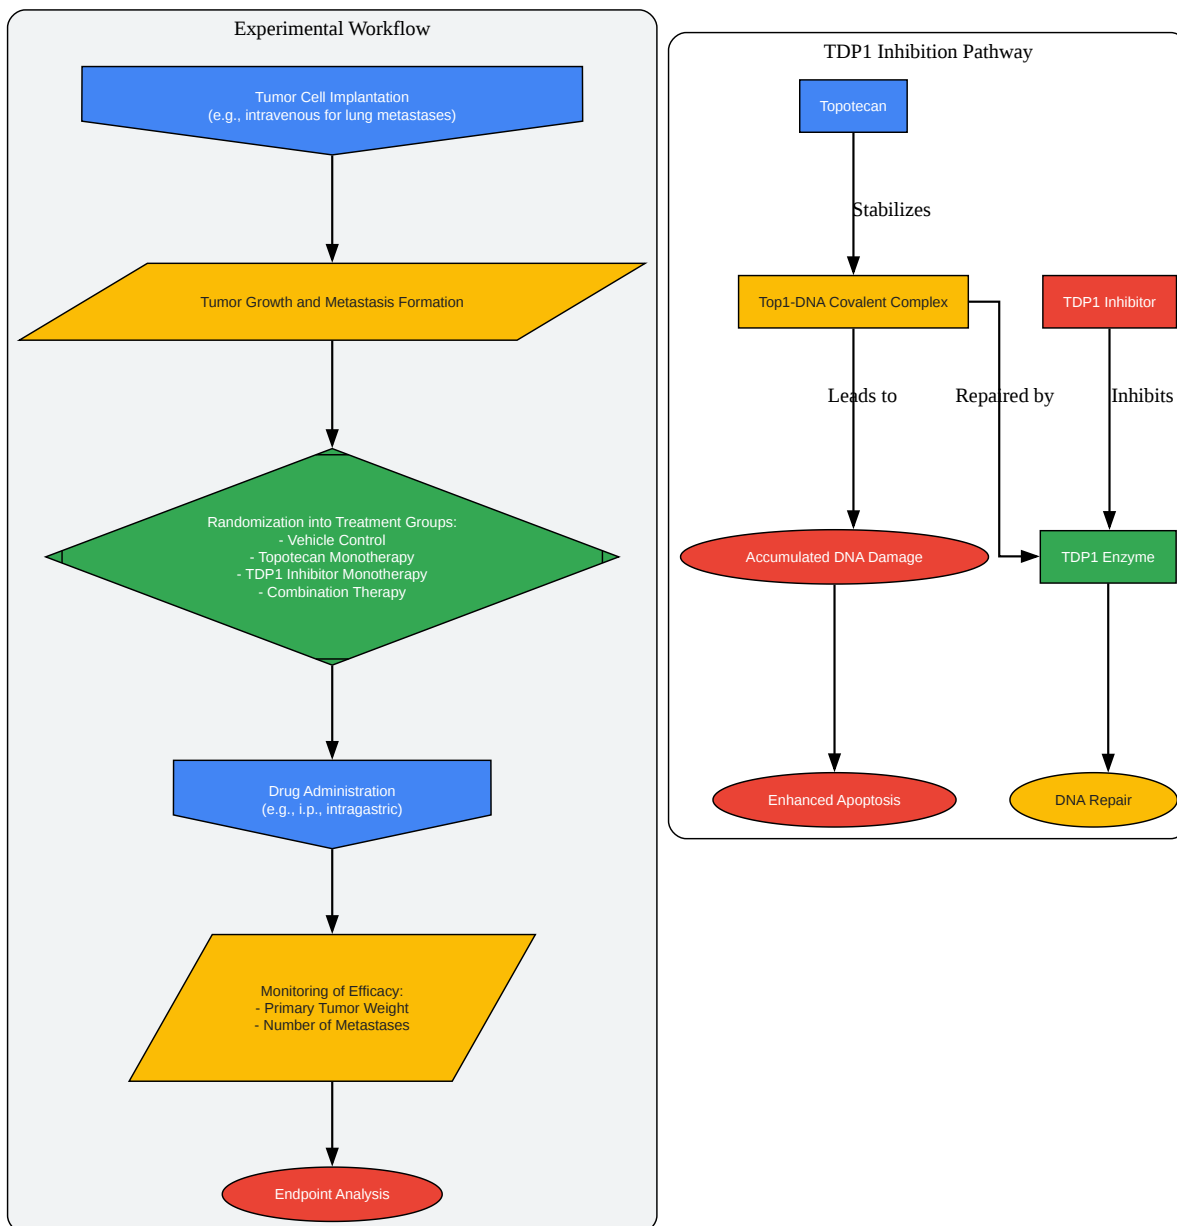 Experimental Workflow
Tumor Cell Implantation
(e.g., intravenous for lung metastases)
Tumor Growth and Metastasis Formation
Randomization into Treatment Groups:
- Vehicle Control
- Topotecan Monotherapy
- TDP1 Inhibitor Monotherapy
- Combination Therapy
Drug Administration
(e.g., i.p., intragastric)
Monitoring of Efficacy:
- Primary Tumor Weight
- Number of Metastases
Endpoint Analysis
TDP1 Inhibition Pathway
Topotecan
Stabilizes
Top1-DNA Covalent Complex
TDP1 Inhibitor
Leads to
Repaired by
Inhibits
Accumulated DNA Damage
TDP1 Enzyme
Enhanced Apoptosis
DNA Repair